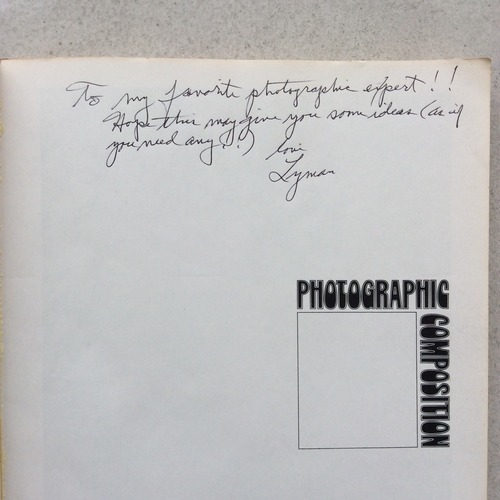 To my favorite photographic expert!!
Hope this may give you some ideas (as if
you need any!!) love
Lyman
PHOTOGRAPHIC
COMPOSITION